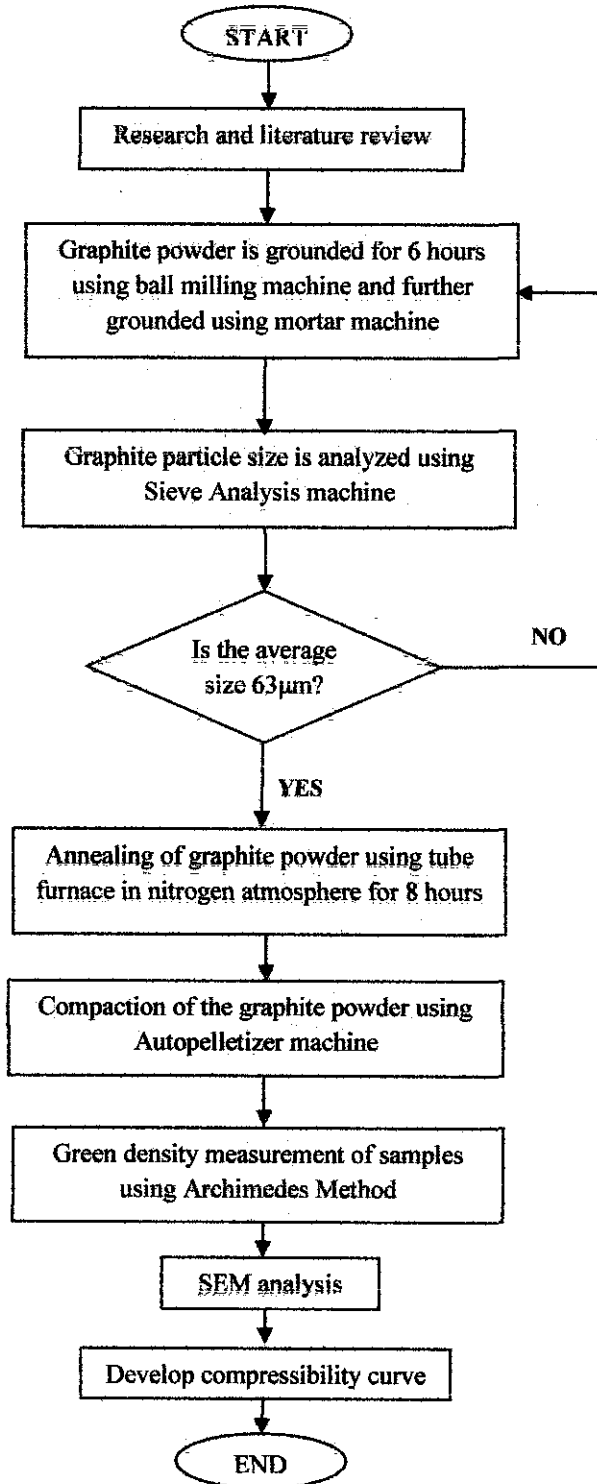 START
Research and literature review
Graphite powder is grounded for 6 hours
using ball milling machine and further
grounded using mortar machine
Graphite particle size is analyzed using
Sieve Analysis machine
Is the average
size 63µm?
NO
YES
Annealing of graphite powder using tube
furnace in nitrogen atmosphere for 8 hours
Compaction of the graphite powder using
Autopelletizer machine
Green density measurement of samples
using Archimedes Method
SEM analysis
Develop compressibility curve
END